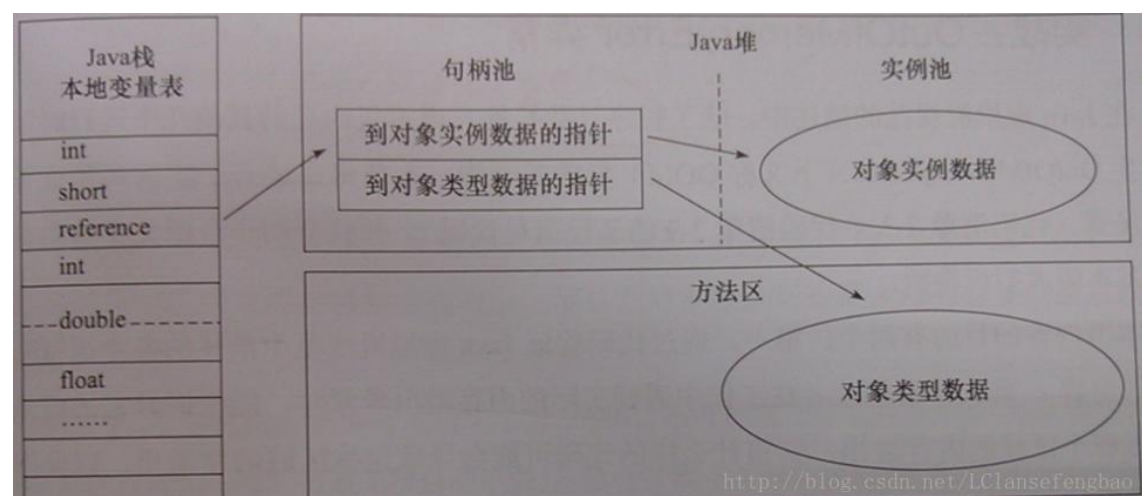 Java栈
本地变量表
int
short
reference
int
double
float
……
Java堆
句柄池
实例池
到对象实例数据的指针
到对象类型数据的指针
对象实例数据
方法区
对象类型数据
http://blog.csdn.net/LClansefengbao